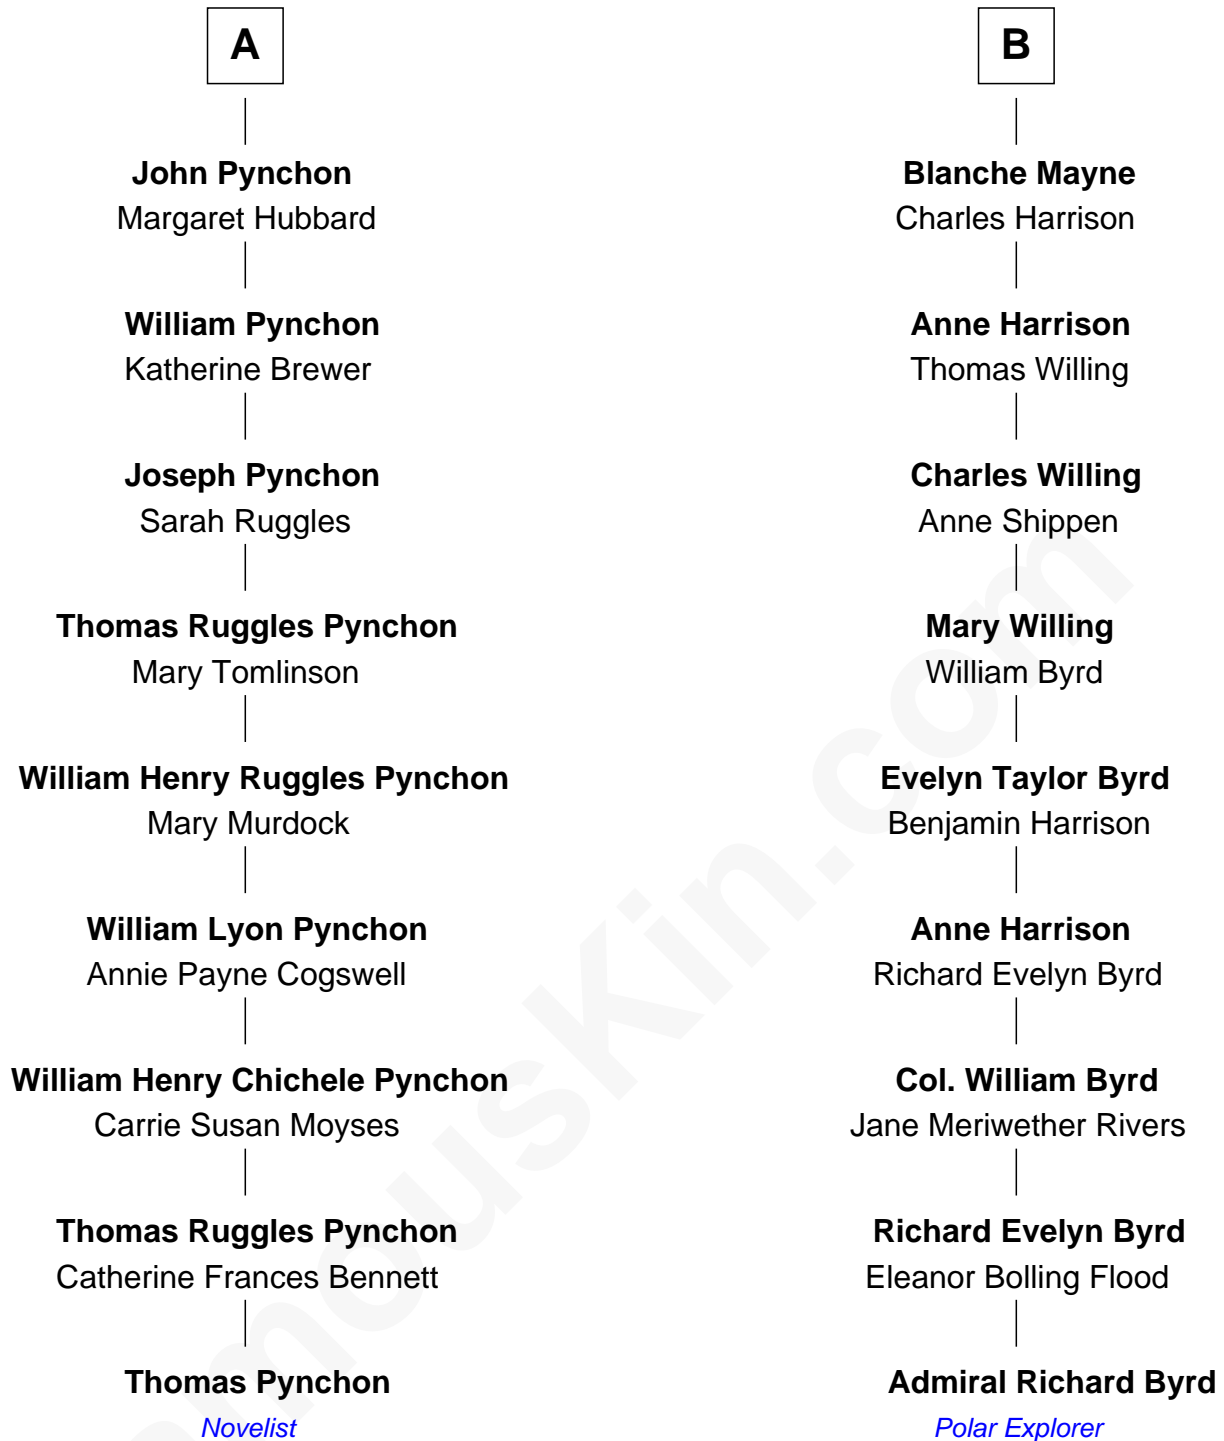 A
John Pynchon
Margaret Hubbard
William Pynchon
Katherine Brewer
Joseph Pynchon
Sarah Ruggles
Thomas Ruggles Pynchon
Mary Tomlinson
William Henry Ruggles Pynchon
Mary Murdock
William Lyon Pynchon
Annie Payne Cogswell
William Henry Chichele Pynchon
Carrie Susan Moyses
Thomas Ruggles Pynchon
Catherine Frances Bennett
Thomas Pynchon
Novelist
B
Blanche Mayne
Charles Harrison
Anne Harrison
Thomas Willing
Charles Willing
Anne Shippen
Mary Willing
William Byrd
Evelyn Taylor Byrd
Benjamin Harrison
Anne Harrison
Richard Evelyn Byrd
Col. William Byrd
Jane Meriwether Rivers
Richard Evelyn Byrd
Eleanor Bolling Flood
Admiral Richard Byrd
Polar Explorer
amousKin.com